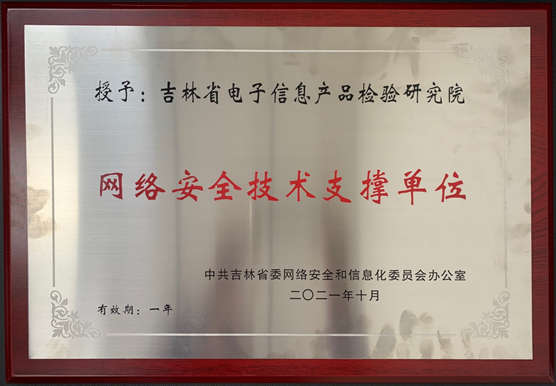 授予：吉林省电子信息产品检验研究院
网络安全技术支撑单位
中共吉林省委网络安全和信息化委员会办公室
二〇二一年十月
有效期：一年